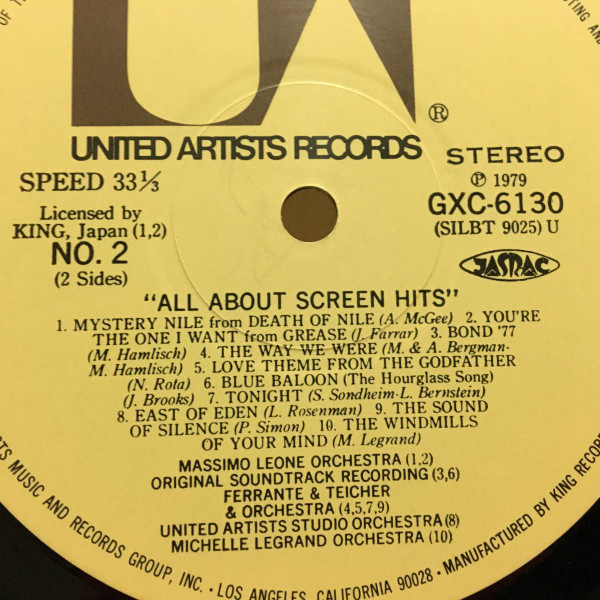 UA
®
UNITED ARTISTS RECORDS
STEREO
SPEED 33⅓
Ⓟ 1979
Licensed by
GXC-6130
KING, Japan (1,2)
(SILBT 9025) U
NO. 2
(2 Sides)
JASRAC
"ALL ABOUT SCREEN HITS"
1. MYSTERY NILE from DEATH OF NILE (A. McGee) 2. YOU'RE
THE ONE I WANT from GREASE (J. Farrar) 3. BOND '77
(M. Hamlisch) 4. THE WAY WE WERE (M. & A. Bergman-
M. Hamlisch) 5. LOVE THEME FROM THE GODFATHER
(N. Rota) 6. BLUE BALOON (The Hourglass Song)
(J. Brooks) 7. TONIGHT (S. Sondheim-L. Bernstein)
8. EAST OF EDEN (L. Rosenman) 9. THE SOUND
OF SILENCE (P. Simon) 10. THE WINDMILLS
OF YOUR MIND (M. Legrand)
MASSIMO LEONE ORCHESTRA (1,2)
ORIGINAL SOUNDTRACK RECORDING (3,6)
FERRANTE & TEICHER
& ORCHESTRA (4,5,7,9)
UNITED ARTISTS STUDIO ORCHESTRA (8)
MICHELLE LEGRAND ORCHESTRA (10)
TS MUSIC AND RECORDS GROUP, INC. · LOS ANGELES, CALIFORNIA 90028 · MANUFACTURED BY KING RECOR
OF T
TING AND